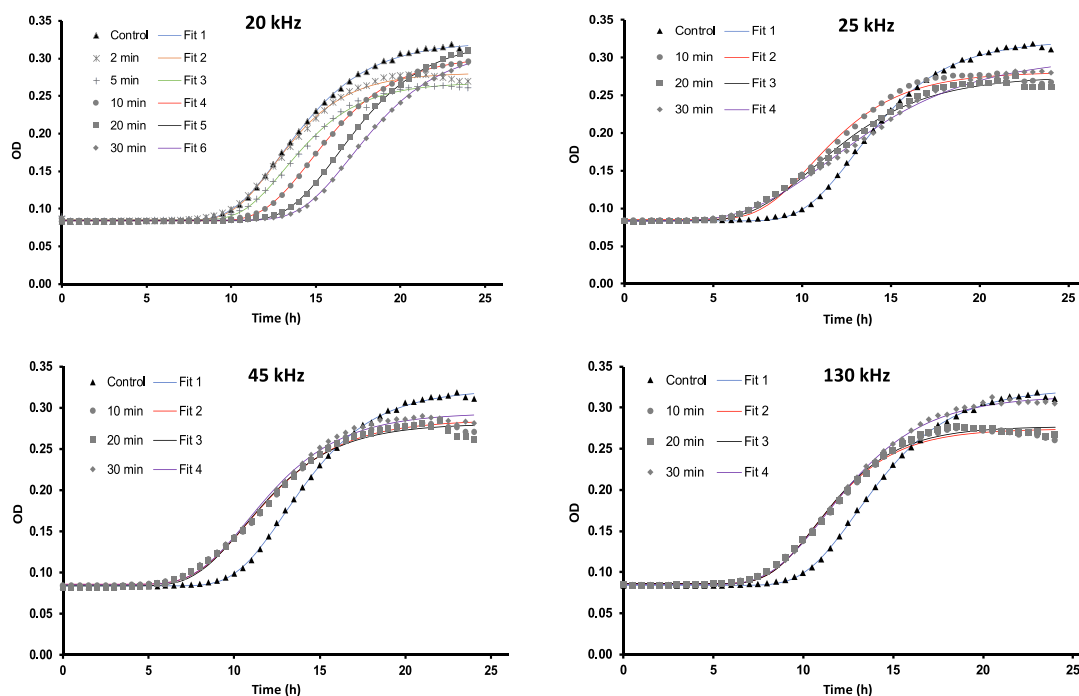 20 kHz
0.35
0.30
0.25
0.20
0.15
0.10
0.05
0.00
OD
Control Fit 1
2 min Fit 2
5 min Fit 3
10 min Fit 4
20 min Fit 5
30 min Fit 6
0 5 10 15 20 25
Time (h)
25 kHz
0.35
0.30
0.25
0.20
0.15
0.10
0.05
0.00
OD
Control Fit 1
10 min Fit 2
20 min Fit 3
30 min Fit 4
0 5 10 15 20 25
Time (h)
45 kHz
0.35
0.30
0.25
0.20
0.15
0.10
0.05
0.00
OD
Control Fit 1
10 min Fit 2
20 min Fit 3
30 min Fit 4
0 5 10 15 20 25
Time (h)
130 kHz
0.35
0.30
0.25
0.20
0.15
0.10
0.05
0.00
OD
Control Fit 1
10 min Fit 2
20 min Fit 3
30 min Fit 4
0 5 10 15 20 25
Time (h)